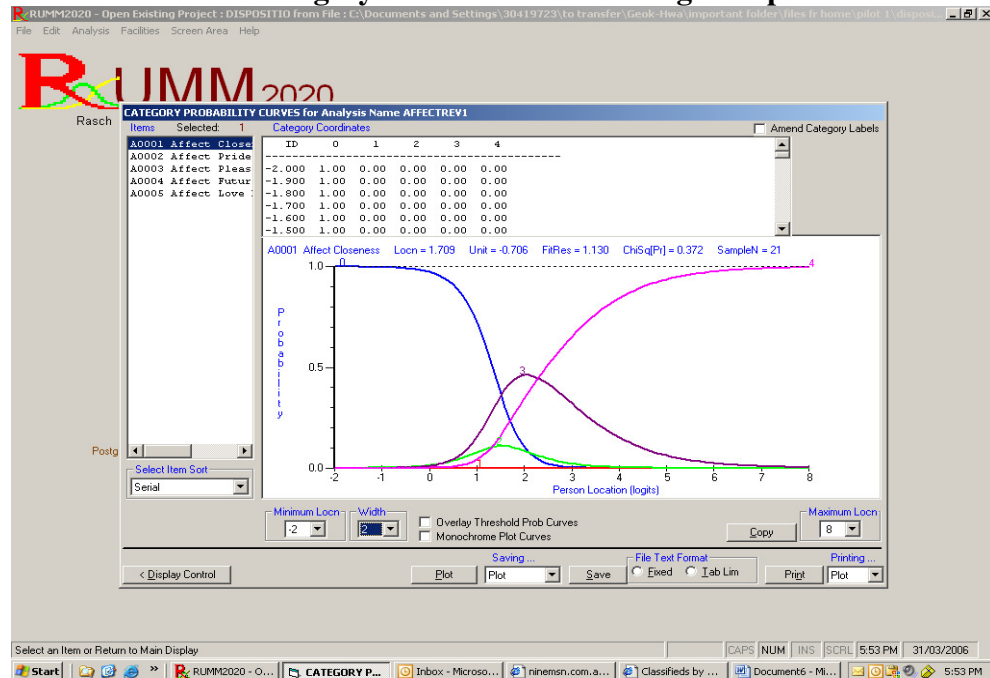 RUMM2020 - Open Existing Project : DISPOSITIO from File : C:\Documents and Settings\30419723\to transfer\Geok-Hwa\important folder\files fr home\pilot
File Edit Analysis Facilities Screen Area Help
RUMM2020
Rasch
CATEGORY PROBABILITY CURVES for Analysis Name AFFECTREV1
Items Selected: 1 Category Coordinates Amend Category Labels
ID 0 1 2 3 4
A0001 Affect Close
A0002 Affect Pride
A0003 Affect Pleas
A0004 Affect Futur
A0005 Affect Love
-2.000 1.00 0.00 0.00 0.00 0.00
-1.900 1.00 0.00 0.00 0.00 0.00
-1.800 1.00 0.00 0.00 0.00 0.00
-1.700 1.00 0.00 0.00 0.00 0.00
-1.600 1.00 0.00 0.00 0.00 0.00
-1.500 1.00 0.00 0.00 0.00 0.00
A0001 Affect Closeness Locn = 1.709 Unit = -0.706 FitRes = 1.130 ChiSq[Pr] = 0.372 SampleN = 21
1.0
0
4
Probability
0.5
3
2
0.0
-2 -1 0 1 2 3 4 5 6 7 8
Person Location (logits)
Postg
Select Item Sort
Serial
Minimum Locn
-2
Width
2
Overlay Threshold Prob Curves
Monochrome Plot Curves
Copy
Maximum Locn
8
< Display Control
Plot
Saving ...
Plot
Save
File Text Format
Fixed Tab Lim
Print
Printing ...
Plot
Select an Item or Return to Main Display CAPS NUM INS SCRL 5:53 PM 31/03/2006
Start RUMM2020 - O... CATEGORY P... Inbox - Microso... ninemsn.com.a... Classifieds by ... Document6 - Mi... 5:53 PM